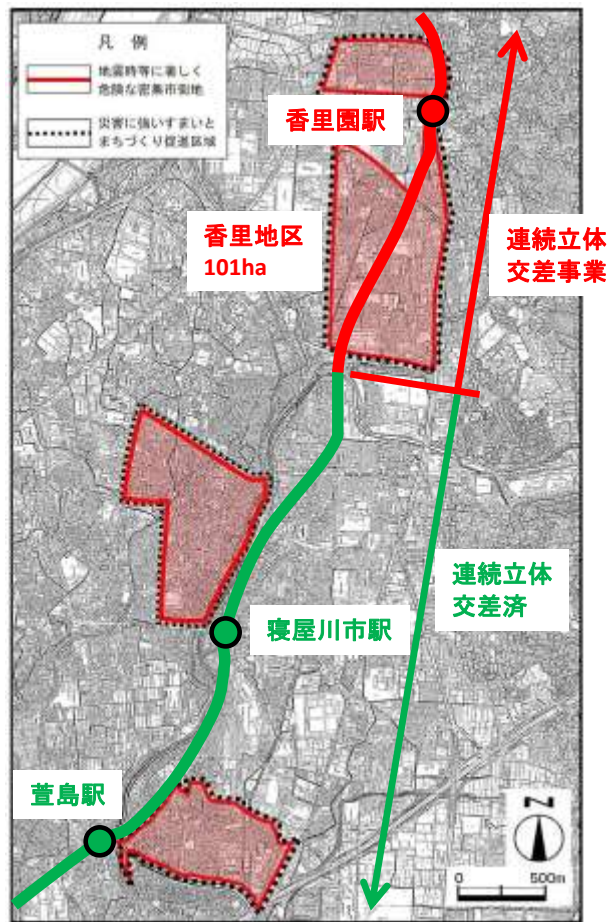 凡 例
地震時等に著しく
危険な密集市街地
災害に強いすまいと
まちづくり促進区域
香里園駅
香里地区
101ha
連続立体
交差事業
連続立体
交差済
寝屋川市駅
萱島駅
N
0 500m